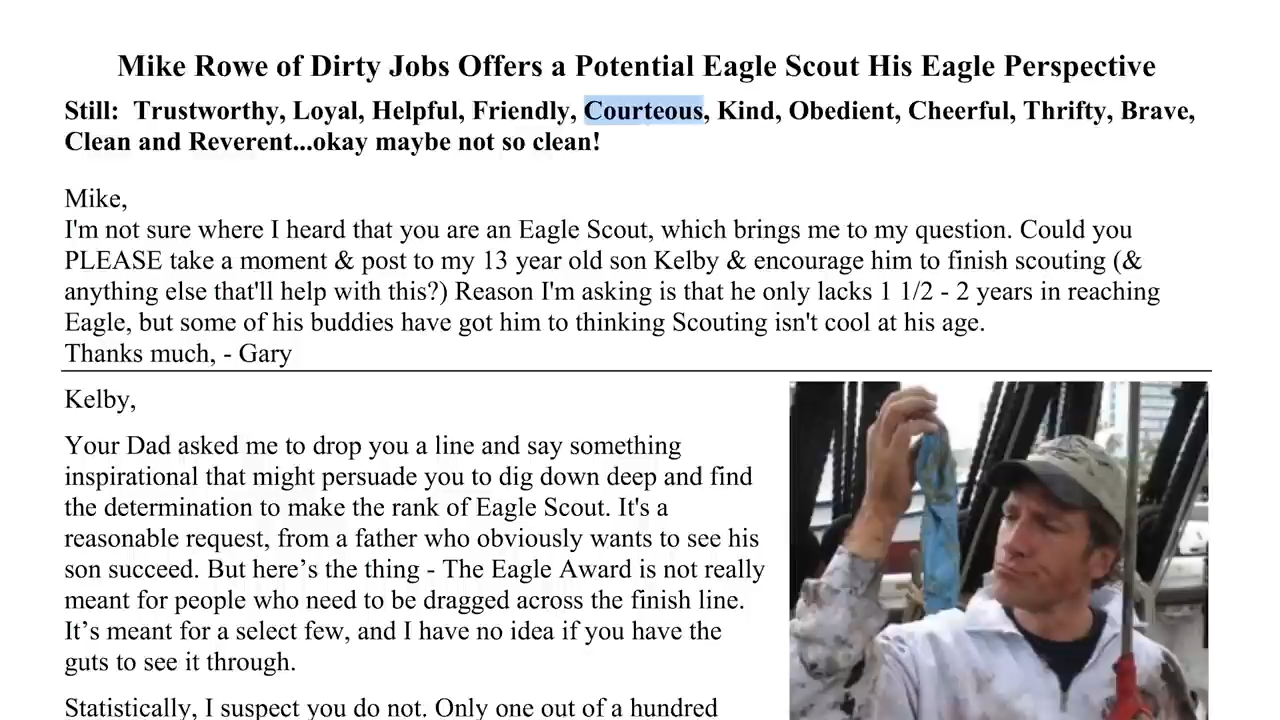 Mike Rowe of Dirty Jobs Offers a Potential Eagle Scout His Eagle Perspective
Still:  Trustworthy, Loyal, Helpful, Friendly, Courteous, Kind, Obedient, Cheerful, Thrifty, Brave,
Clean and Reverent...okay maybe not so clean!
Mike,
I'm not sure where I heard that you are an Eagle Scout, which brings me to my question. Could you
PLEASE take a moment & post to my 13 year old son Kelby & encourage him to finish scouting (&
anything else that'll help with this?) Reason I'm asking is that he only lacks 1 1/2 - 2 years in reaching
Eagle, but some of his buddies have got him to thinking Scouting isn't cool at his age.
Thanks much, - Gary
Kelby,
Your Dad asked me to drop you a line and say something
inspirational that might persuade you to dig down deep and find
the determination to make the rank of Eagle Scout. It's a
reasonable request, from a father who obviously wants to see his
son succeed. But here’s the thing - The Eagle Award is not really
meant for people who need to be dragged across the finish line.
It’s meant for a select few, and I have no idea if you have the
guts to see it through.
Statistically, I suspect you do not. Only one out of a hundred